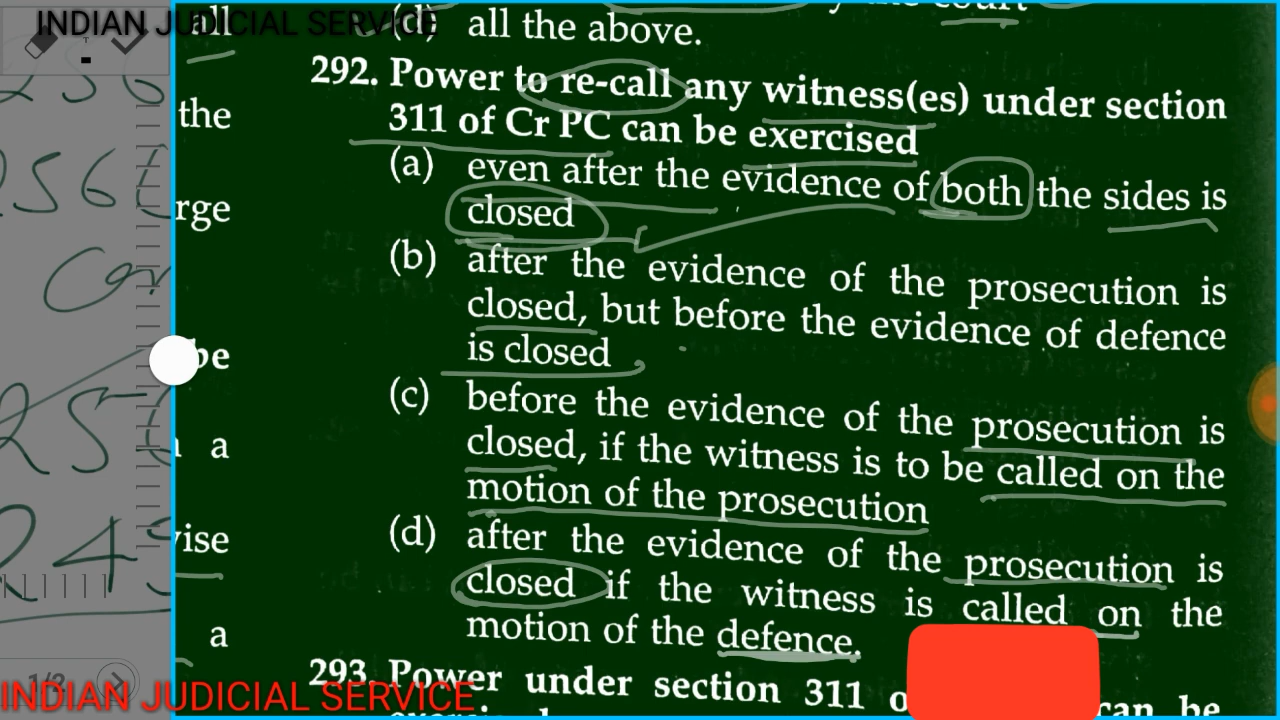 INDIAN JUDICIAL SERVICE
all
(d) all the above.
292. Power to re-call any witness(es) under section
311 of Cr PC can be exercised
(a) even after the evidence of both the sides is
closed
(b) after the evidence of the prosecution is
closed, but before the evidence of defence
is closed
(c) before the evidence of the prosecution is
closed, if the witness is to be called on the
motion of the prosecution
(d) after the evidence of the prosecution is
closed if the witness is called on the
motion of the defence.
293. Power under section 311 can be
the
rge
be
a
vise
a
1/2
INDIAN JUDICIAL SERVICE